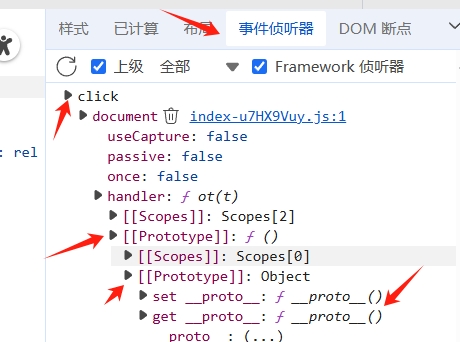 样式 已计算 布局 事件侦听器 DOM 断点
上级 全部 Framework 侦听器
click
document index-u7HX9Vuy.js:1
useCapture: false
passive: false
: rel
once: false
handler: ƒ ot(t)
[[Scopes]]: Scopes[2]
[[Prototype]]: ƒ ()
[[Scopes]]: Scopes[0]
[[Prototype]]: Object
set __proto__: ƒ __proto__()
get __proto__: ƒ __proto__()
proto : (...)